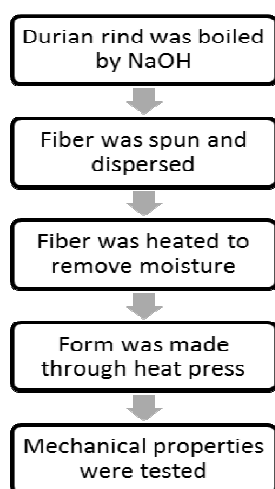 Durian rind was boiled
by NaOH
Fiber was spun and
dispersed
Fiber was heated to
remove moisture
Form was made
through heat press
Mechanical properties
were tested